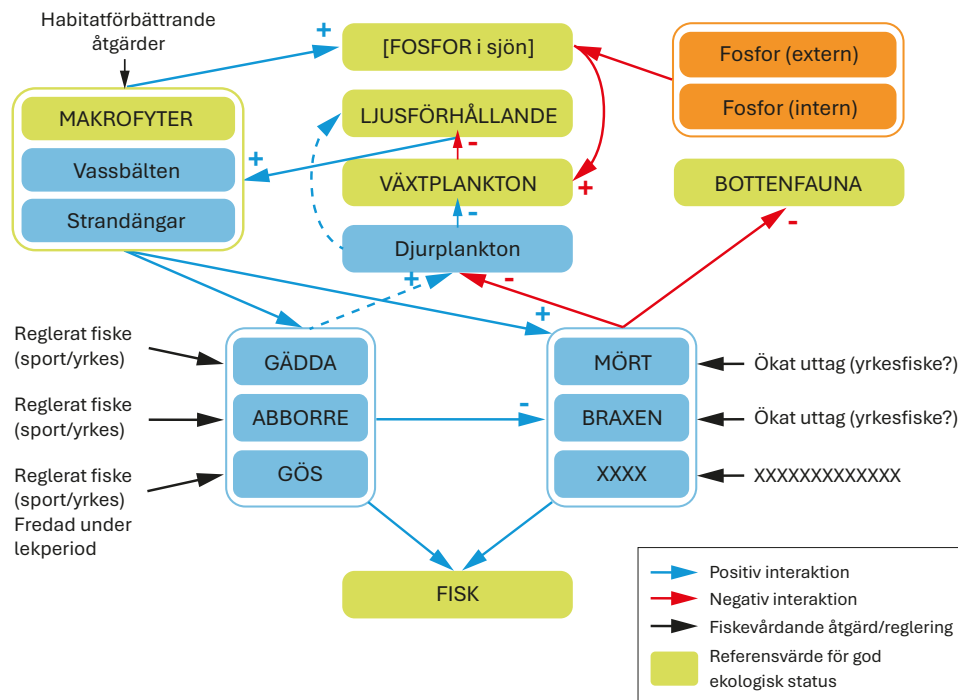 Habitatförbättrande
åtgärder
+
[FOSFOR i sjön]
Fosfor (extern)
Fosfor (intern)
MAKROFYTER
Vassbälten
Strandängar
LJUSFÖRHÅLLANDE
+
-
VÄXTPLANKTON
+
BOTTENFAUNA
-
-
Djurplankton
+
-
+
Reglerat fiske
(sport/yrkes)
GÄDDA
MÖRT
Ökat uttag (yrkesfiske?)
Reglerat fiske
(sport/yrkes)
ABBORRE
-
BRAXEN
Ökat uttag (yrkesfiske?)
Reglerat fiske
(sport/yrkes)
Fredad under
lekperiod
GÖS
XXXX
XXXXXXXXXXXXX
FISK
Positiv interaktion
Negativ interaktion
Fiskevårdande åtgärd/reglering
Referensvärde för god
ekologisk status